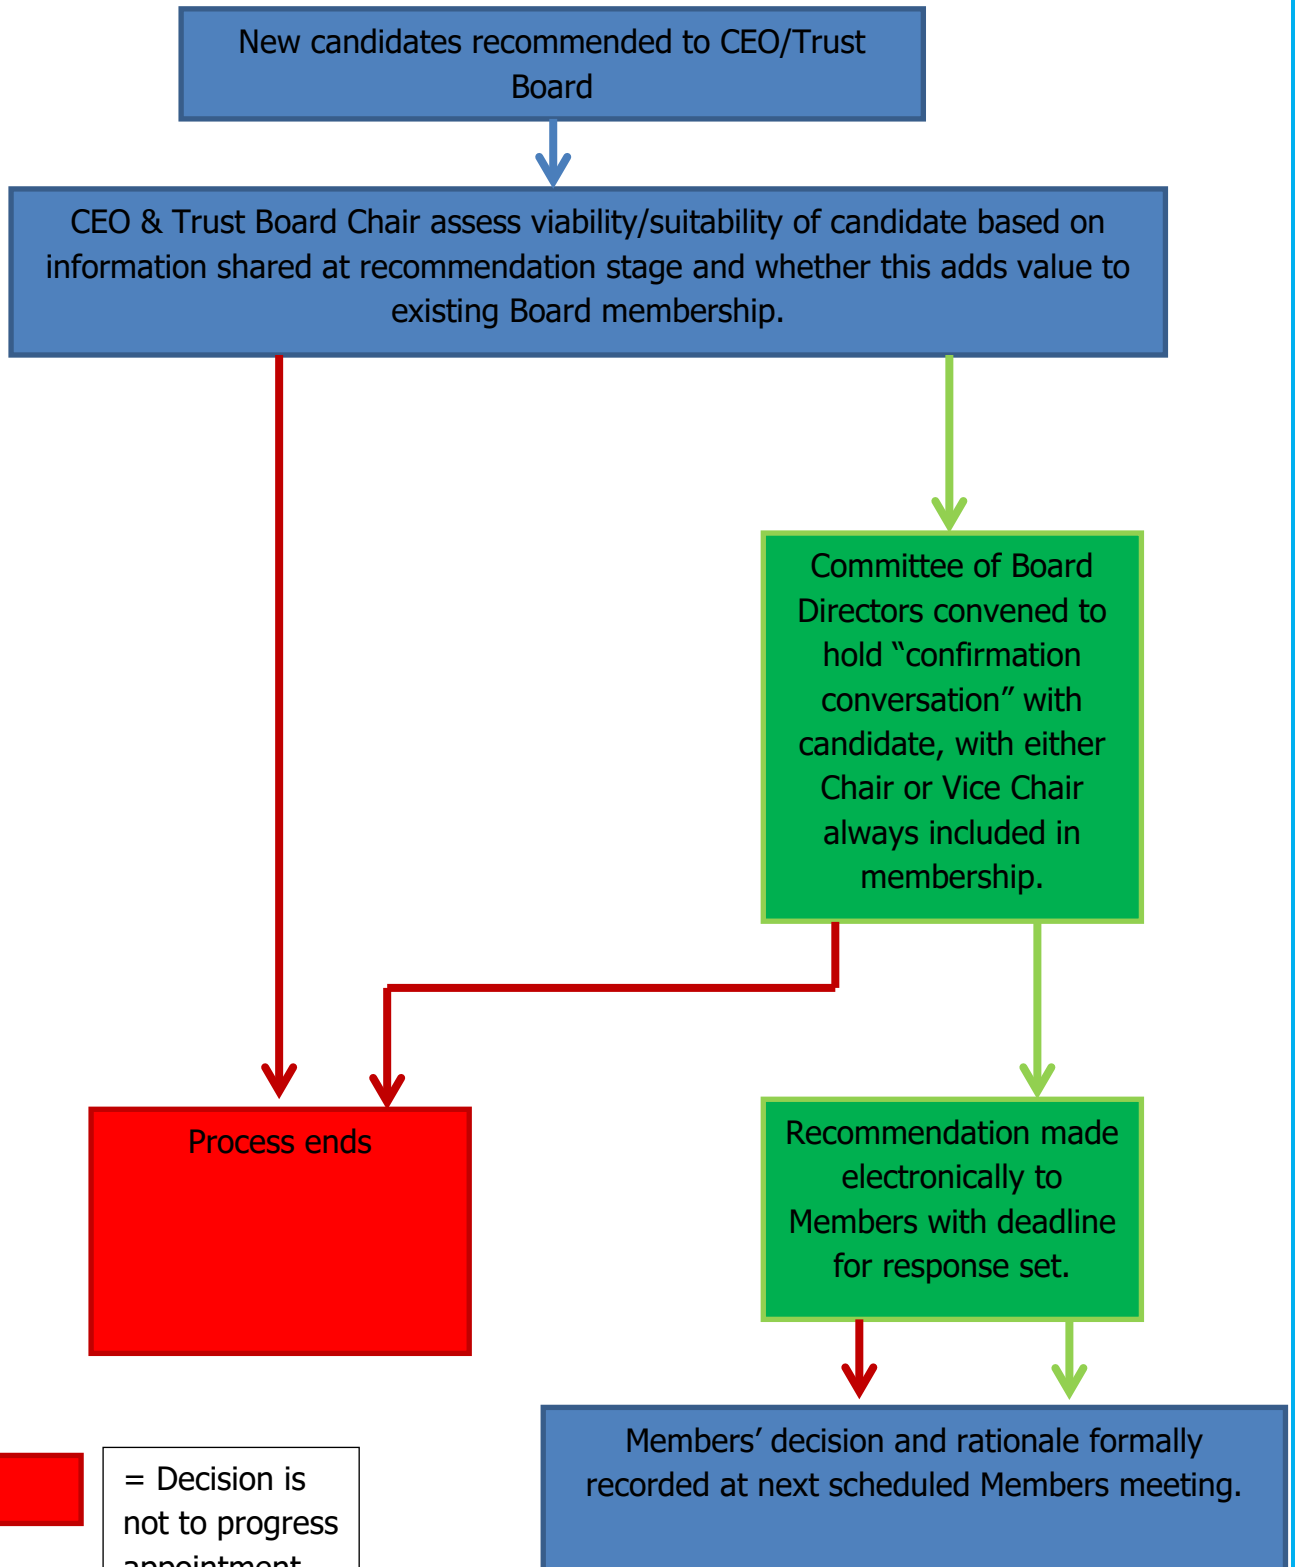 New candidates recommended to CEO/Trust
Board
CEO & Trust Board Chair assess viability/suitability of candidate based on
information shared at recommendation stage and whether this adds value to
existing Board membership.
Committee of Board
Directors convened to
hold “confirmation
conversation” with
candidate, with either
Chair or Vice Chair
always included in
membership.
Process ends
Recommendation made
electronically to
Members with deadline
for response set.
Members’ decision and rationale formally
recorded at next scheduled Members meeting.
= Decision is
not to progress
appointment